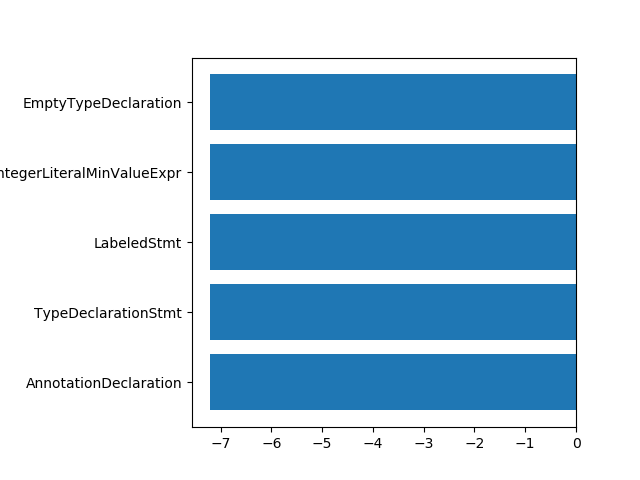 EmptyTypeDeclaration
ntegerLiteralMinValueExpr
LabeledStmt
TypeDeclarationStmt
AnnotationDeclaration
−7 −6 −5 −4 −3 −2 −1 0